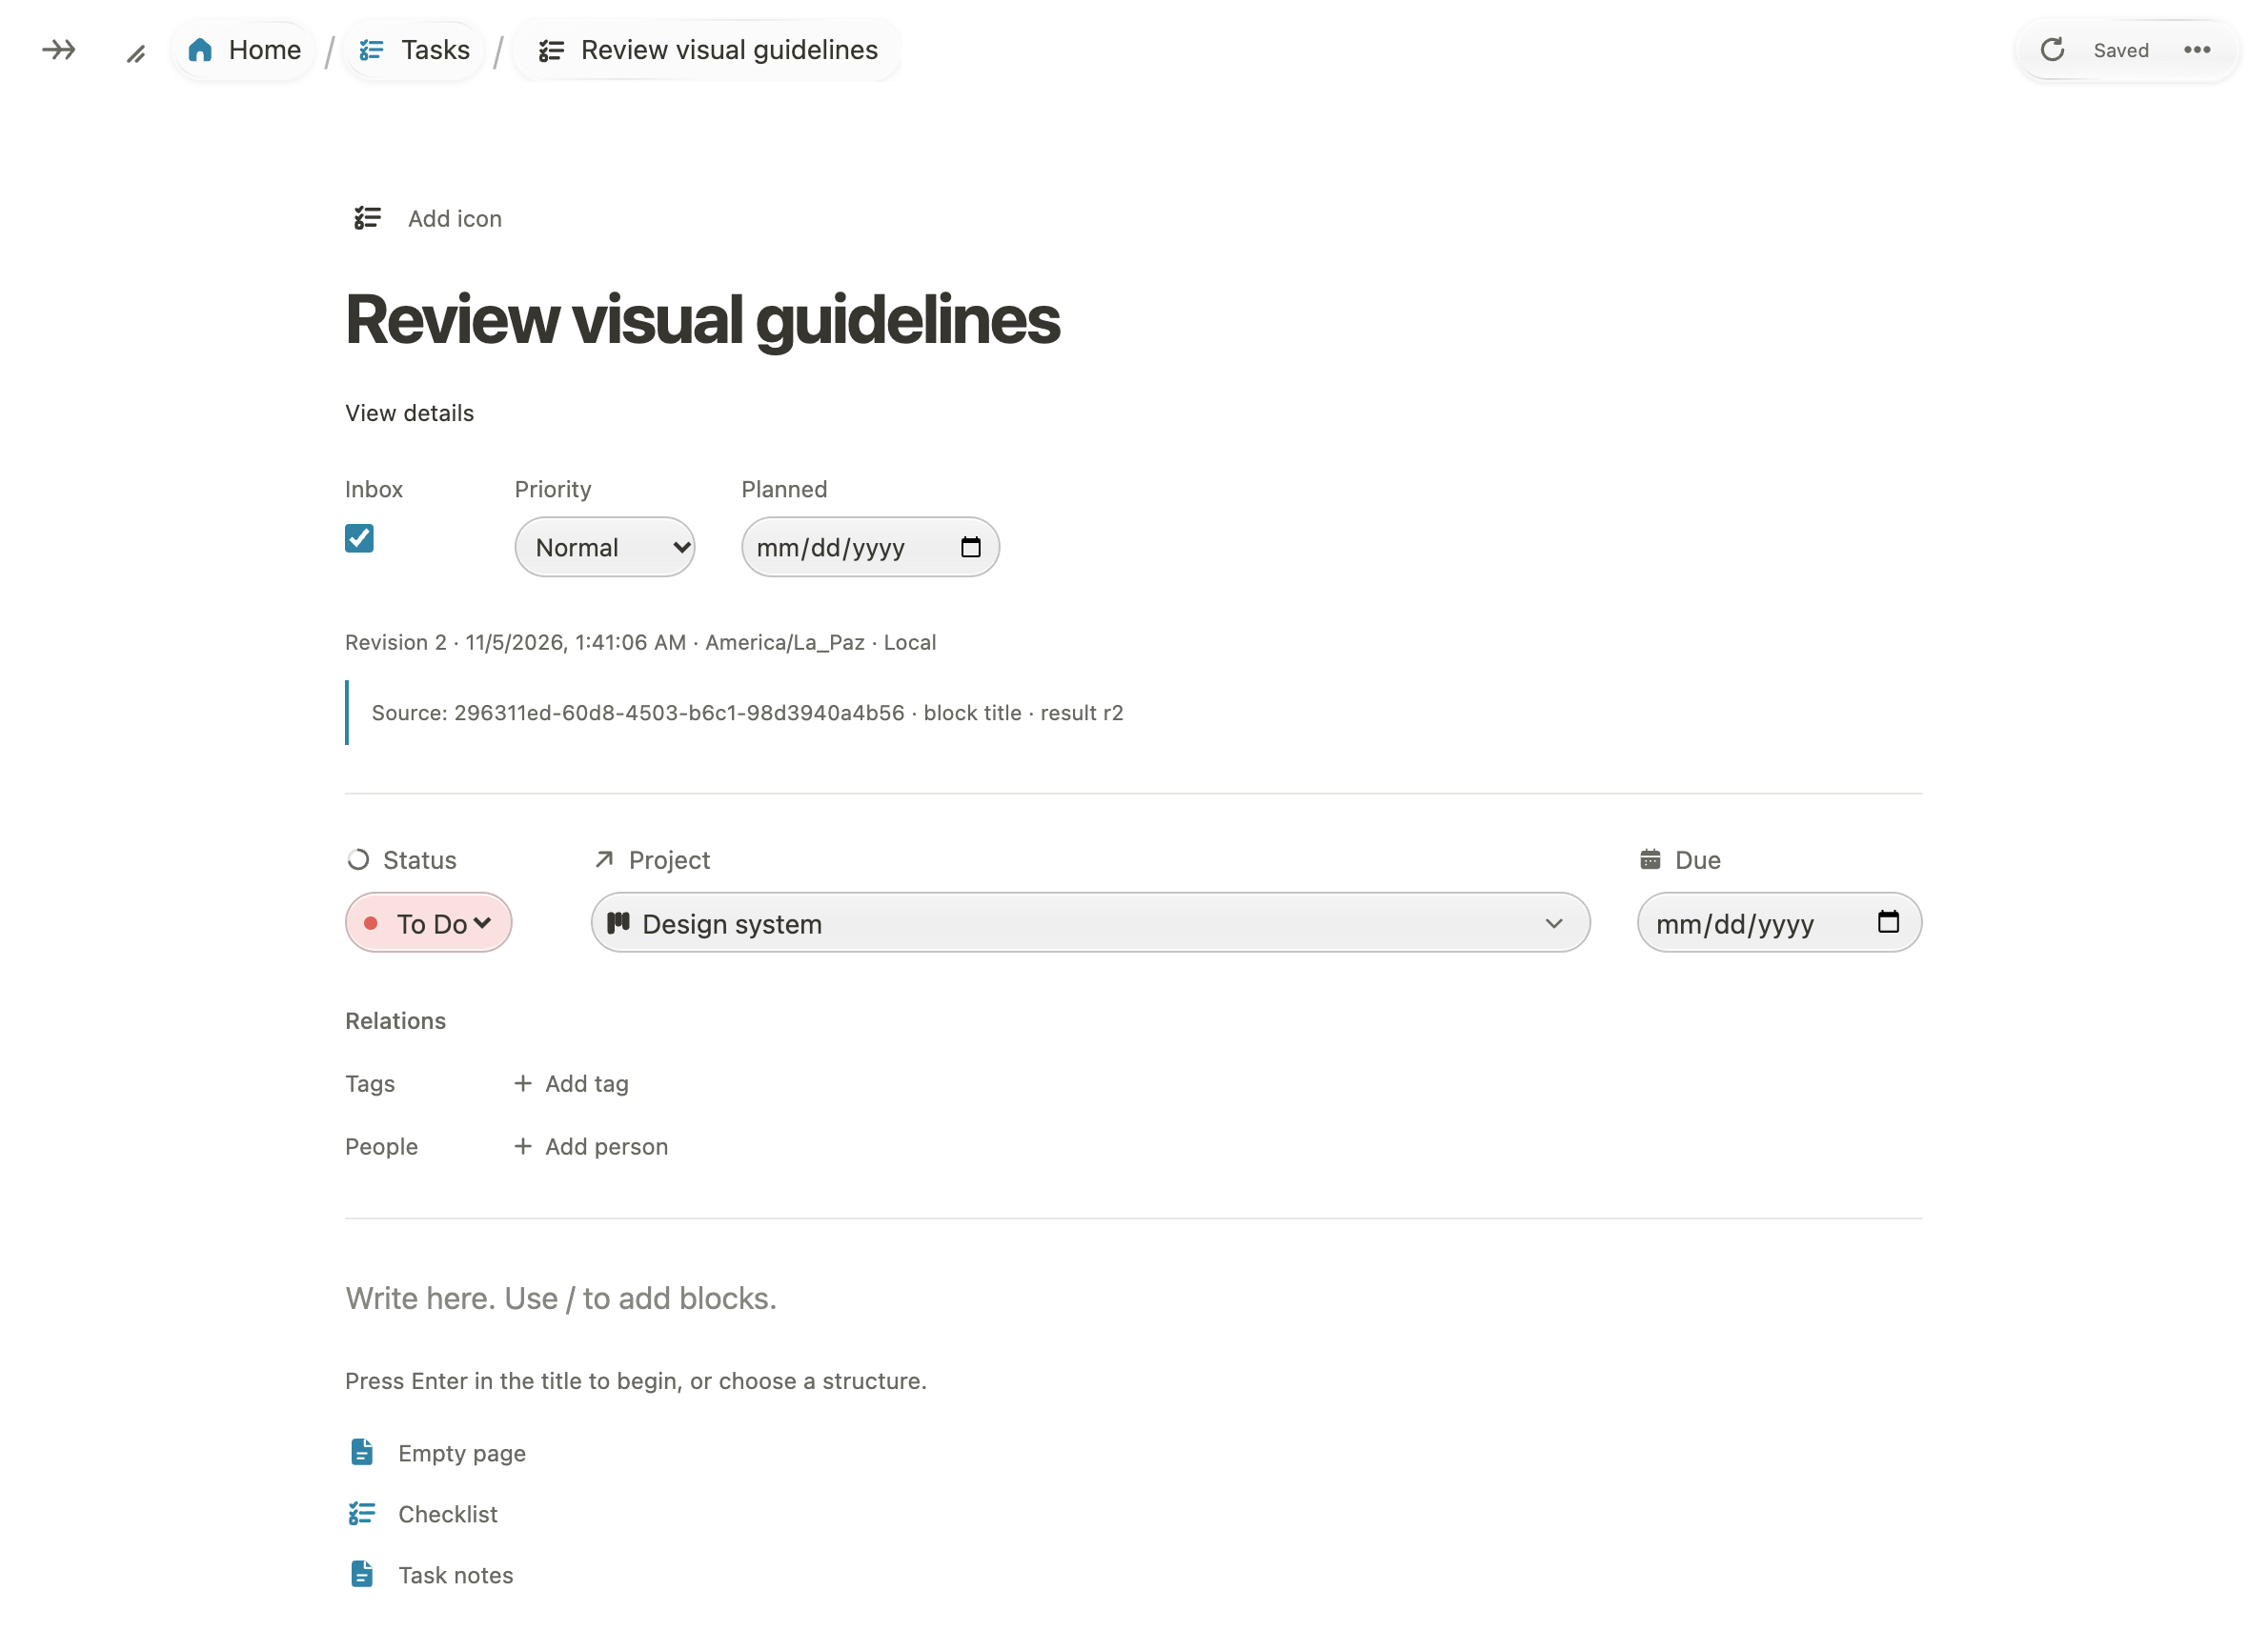 Home / Tasks / Review visual guidelines
Saved
Add icon
Review visual guidelines
View details
Inbox Priority Planned
Normal mm/dd/yyyy
Revision 2 · 11/5/2026, 1:41:06 AM · America/La_Paz · Local
Source: 296311ed-60d8-4503-b6c1-98d3940a4b56 · block title · result r2
Status Project Due
To Do Design system mm/dd/yyyy
Relations
Tags + Add tag
People + Add person
Write here. Use / to add blocks.
Press Enter in the title to begin, or choose a structure.
Empty page
Checklist
Task notes